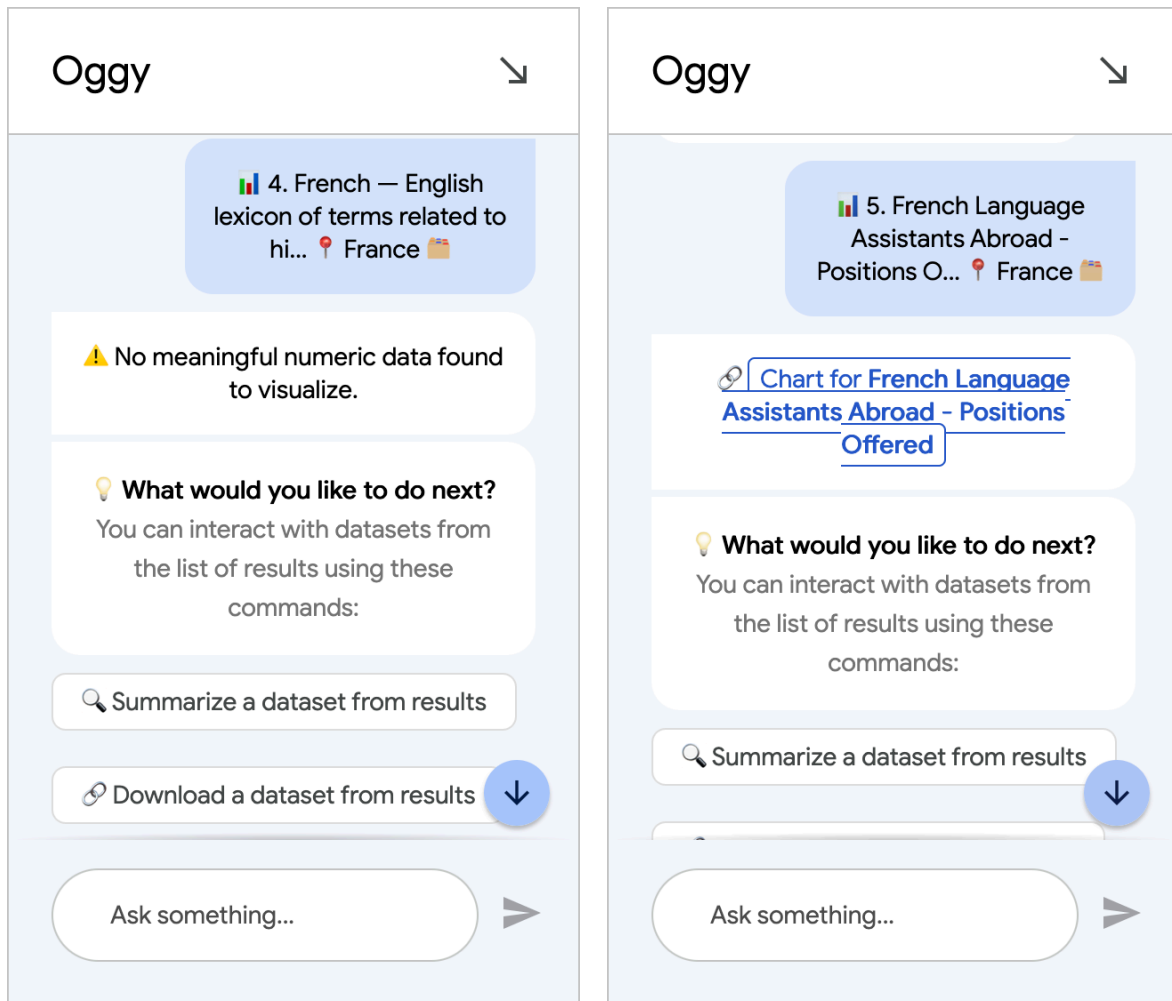 Oggy
📊 4. French — English
lexicon of terms related to
hi... 📍 France 🗂️
⚠️ No meaningful numeric data found
to visualize.
💡 What would you like to do next?
You can interact with datasets from
the list of results using these
commands:
🔍 Summarize a dataset from results
🔗 Download a dataset from results
Ask something...
Oggy
📊 5. French Language
Assistants Abroad -
Positions O... 📍 France 🗂️
🔗 Chart for French Language
Assistants Abroad - Positions
Offered
💡 What would you like to do next?
You can interact with datasets from
the list of results using these
commands:
🔍 Summarize a dataset from results
Ask something...